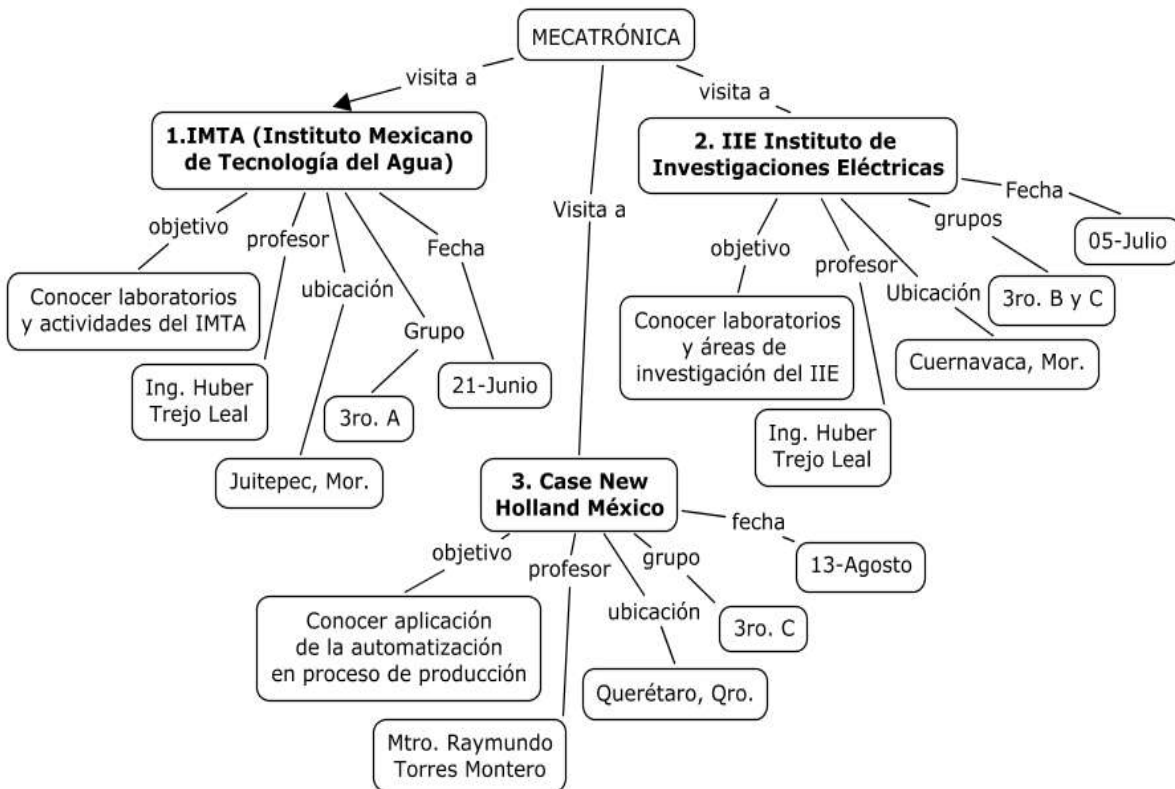 MECATRÓNICA
visita a
visita a
Visita a
1.IMTA (Instituto Mexicano
de Tecnología del Agua)
objetivo
profesor
ubicación
Grupo
Fecha
Conocer laboratorios
y actividades del IMTA
Ing. Huber
Trejo Leal
Juitepec, Mor.
3ro. A
21-Junio
2. IIE Instituto de
Investigaciones Eléctricas
objetivo
profesor
Ubicación
grupos
Fecha
Conocer laboratorios
y áreas de
investigación del IIE
Ing. Huber
Trejo Leal
Cuernavaca, Mor.
3ro. B y C
05-Julio
3. Case New
Holland México
objetivo
profesor
ubicación
grupo
fecha
Conocer aplicación
de la automatización
en proceso de producción
Mtro. Raymundo
Torres Montero
Querétaro, Qro.
3ro. C
13-Agosto